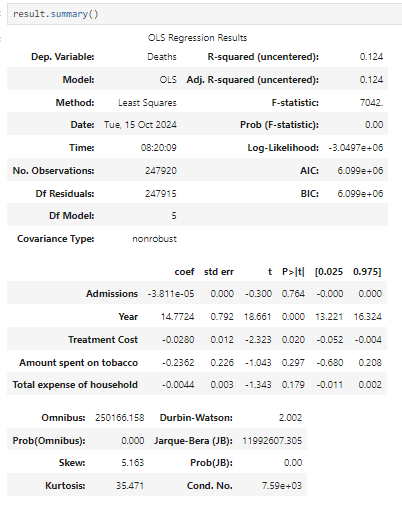 result.summary()
OLS Regression Results
Dep. Variable: Deaths R-squared (uncentered): 0.124
Model: OLS Adj. R-squared (uncentered): 0.124
Method: Least Squares F-statistic: 7042.
Date: Tue, 15 Oct 2024 Prob (F-statistic): 0.00
Time: 08:20:09 Log-Likelihood: -3.0497e+06
No. Observations: 247920 AIC: 6.099e+06
Df Residuals: 247915 BIC: 6.099e+06
Df Model: 5
Covariance Type: nonrobust
coef std err t P>|t| [0.025 0.975]
Admissions -3.811e-05 0.000 -0.300 0.764 -0.000 0.000
Year 14.7724 0.792 18.661 0.000 13.221 16.324
Treatment Cost -0.0280 0.012 -2.323 0.020 -0.052 -0.004
Amount spent on tobacco -0.2362 0.226 -1.043 0.297 -0.680 0.208
Total expense of household -0.0044 0.003 -1.343 0.179 -0.011 0.002
Omnibus: 250166.158 Durbin-Watson: 2.002
Prob(Omnibus): 0.000 Jarque-Bera (JB): 11992607.305
Skew: 5.163 Prob(JB): 0.00
Kurtosis: 35.471 Cond. No. 7.59e+03